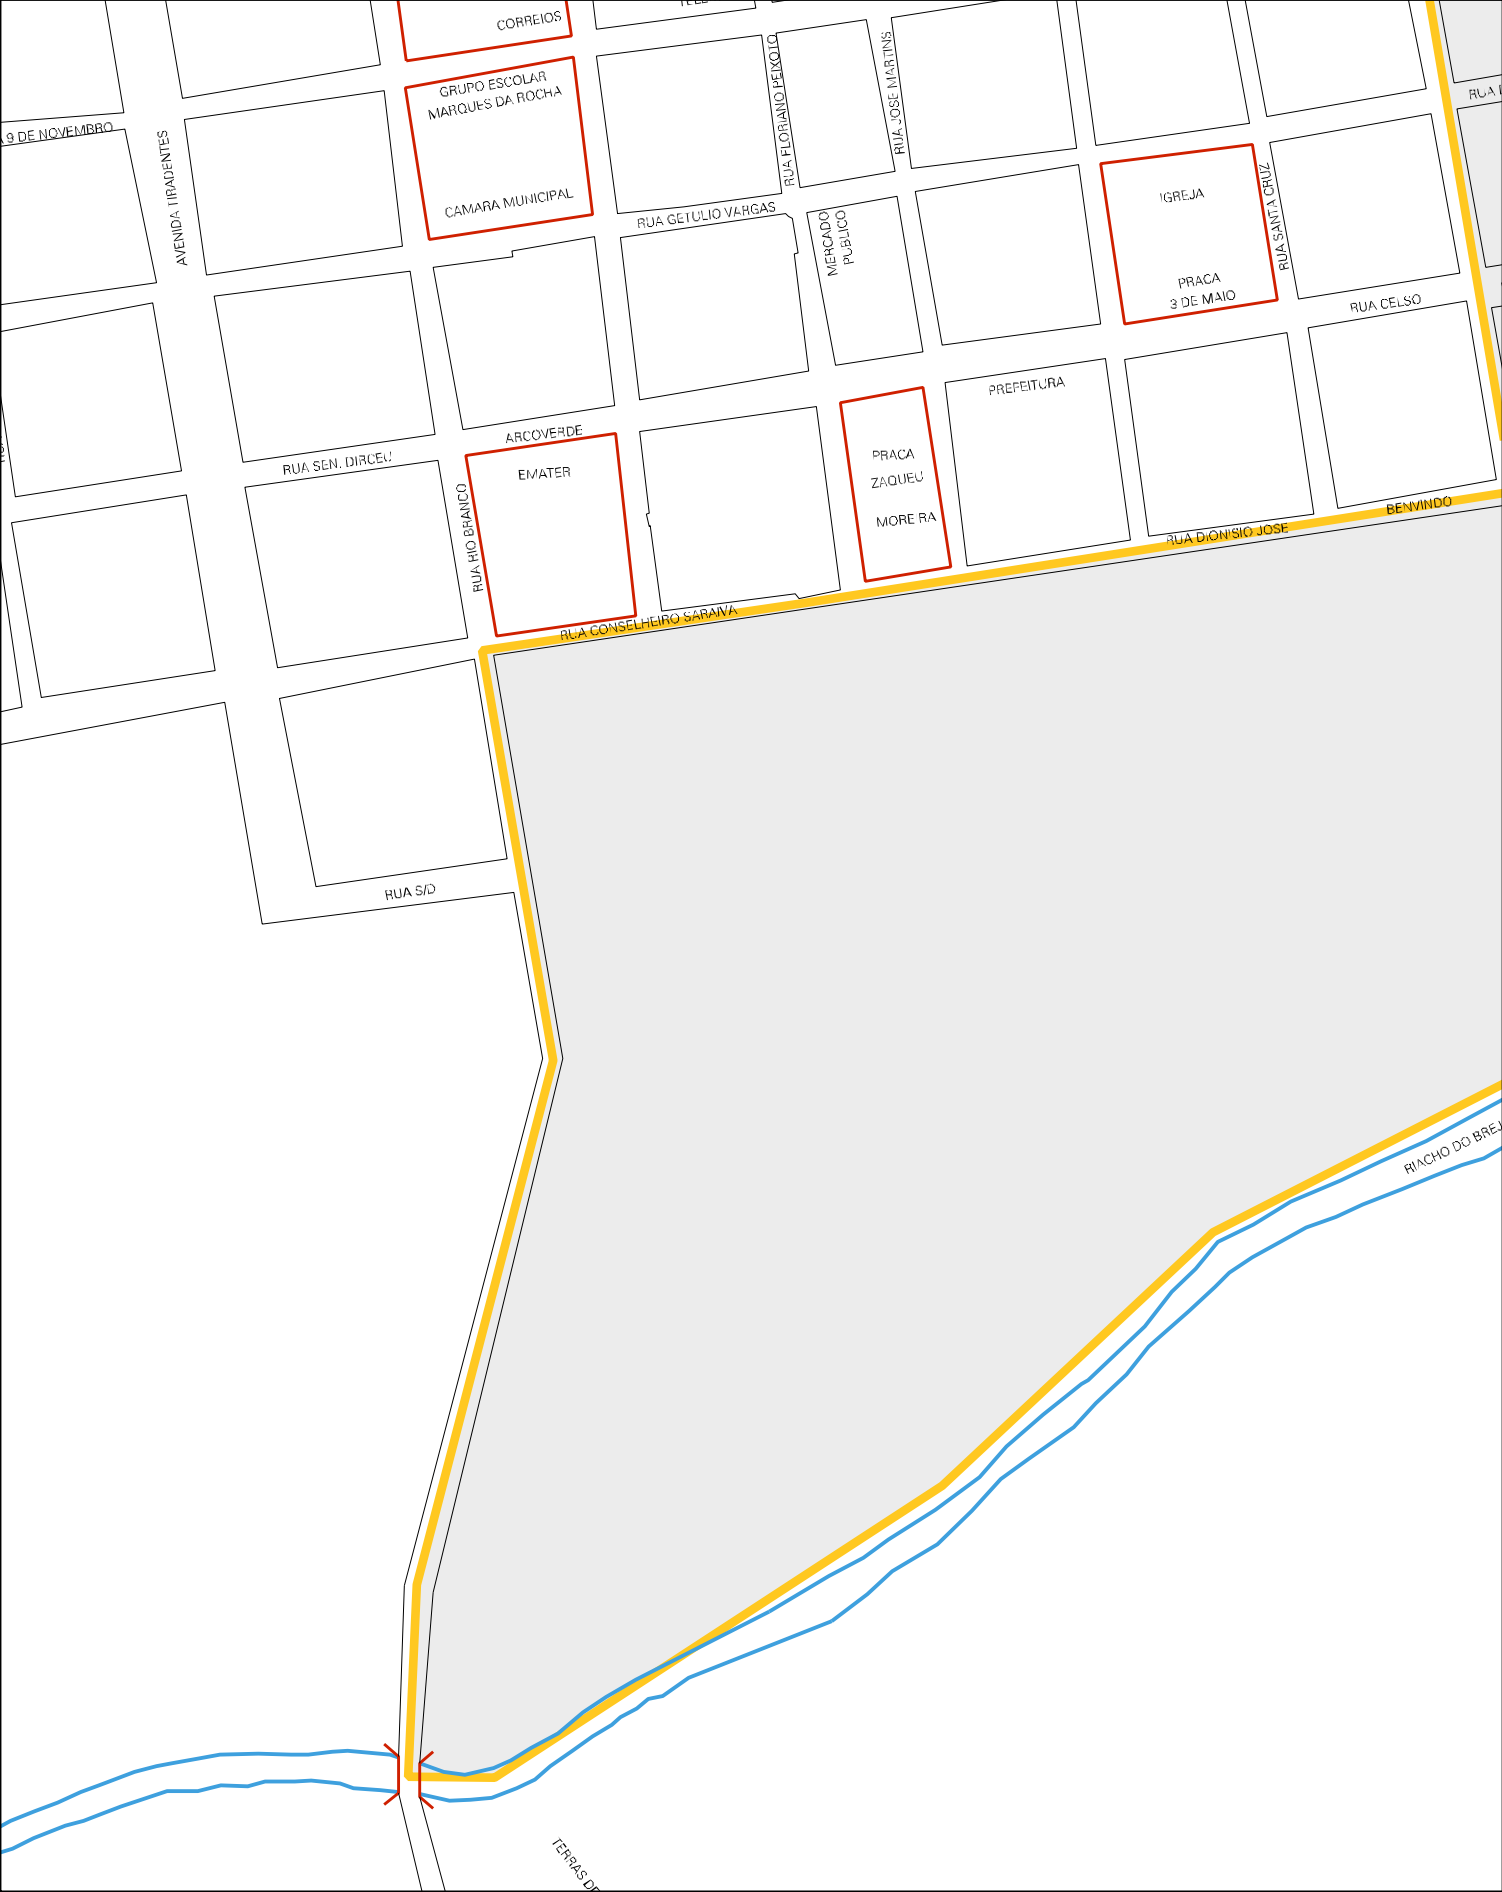 CORREIOS
GRUPO ESCOLAR
MARQUES DA ROCHA
CAMARA MUNICIPAL
9 DE NOVEMBRO
AVENIDA TIRADENTES
RUA FLORIANO PEIXOTO
RUA JOSE MARTINS
RUA GETULIO VARGAS
MERCADO
PUBLICO
IGREJA
PRACA
3 DE MAIO
RUA SANTA CRUZ
RUA
RUA CELSO
PREFEITURA
ARCOVERDE
RUA SEN. DIRCEU
EMATER
RUA RIO BRANCO
PRACA
ZAQUEU
MORE RA
BENVINDO
RUA DIONISIO JOSE
RUA CONSELHEIRO SARAIVA
RUA S/D
RIACHO DO BREJ
TERRAS DE